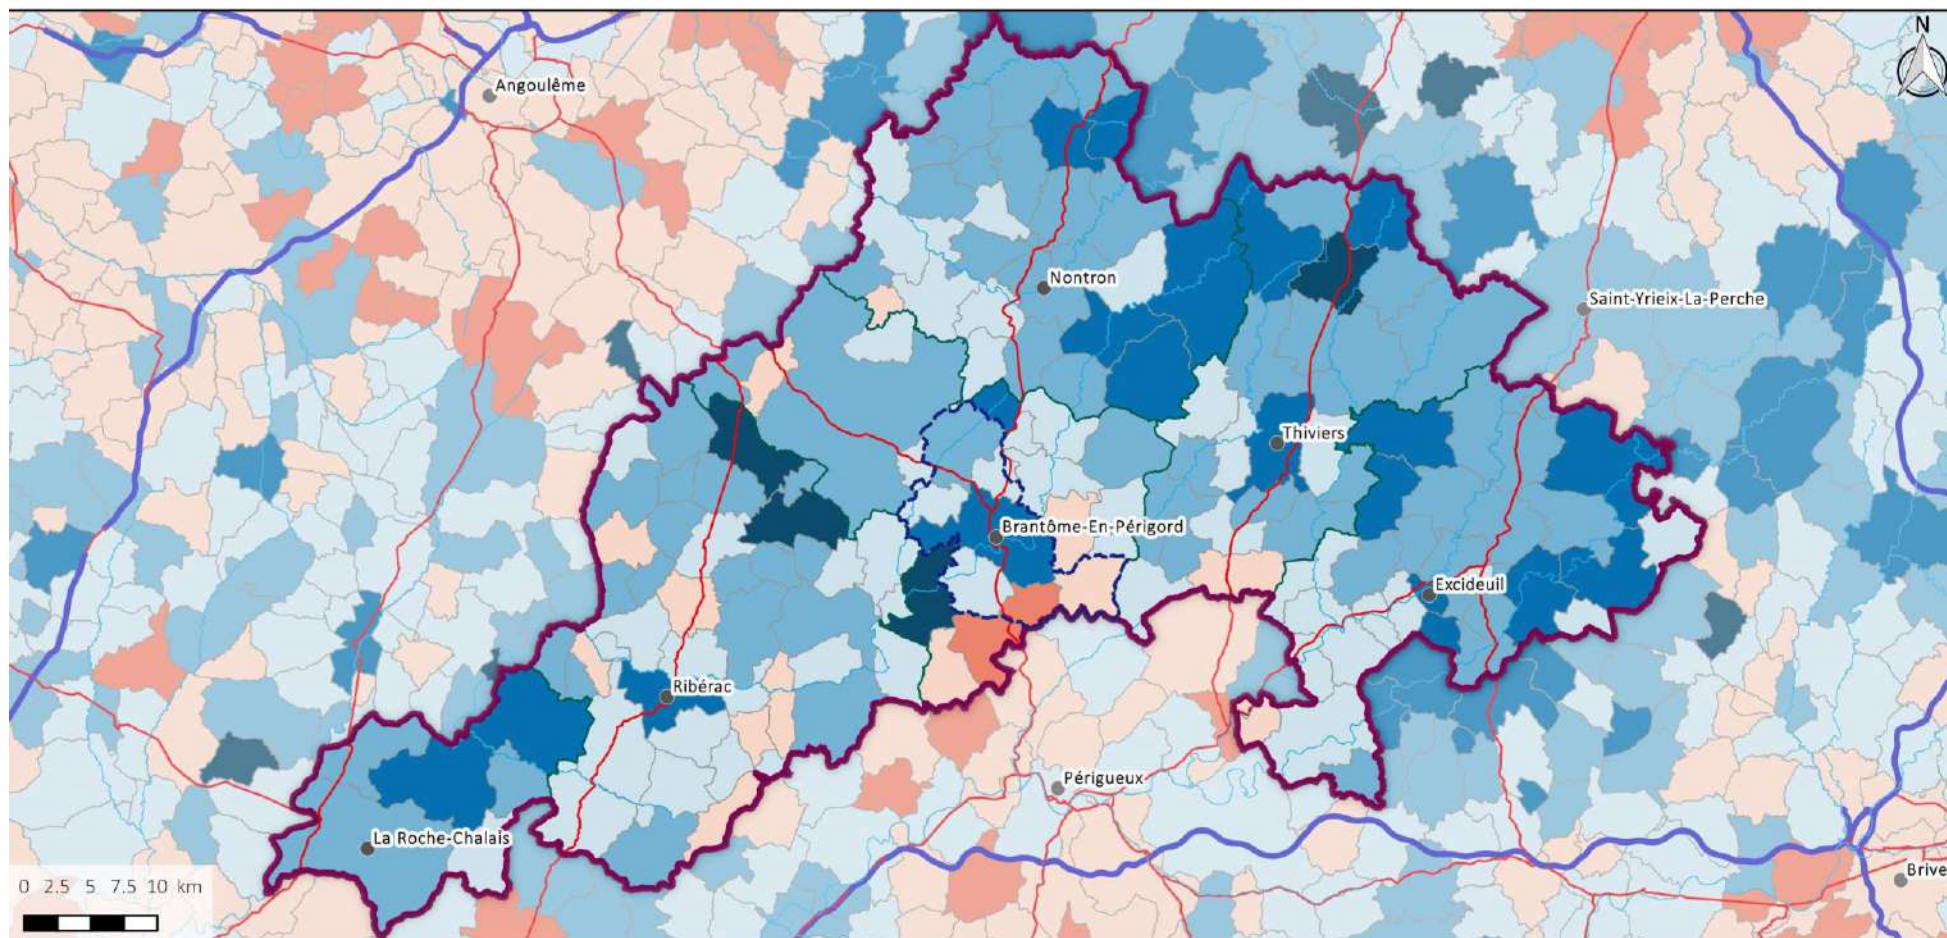 N
Angoulême
Nontron
Saint-Yrieix-La-Perche
Thiviers
Brantôme-En-Périgord
Excideuil
Ribérac
Périgueux
La Roche-Chalais
Brive
0 2.5 5 7.5 10 km